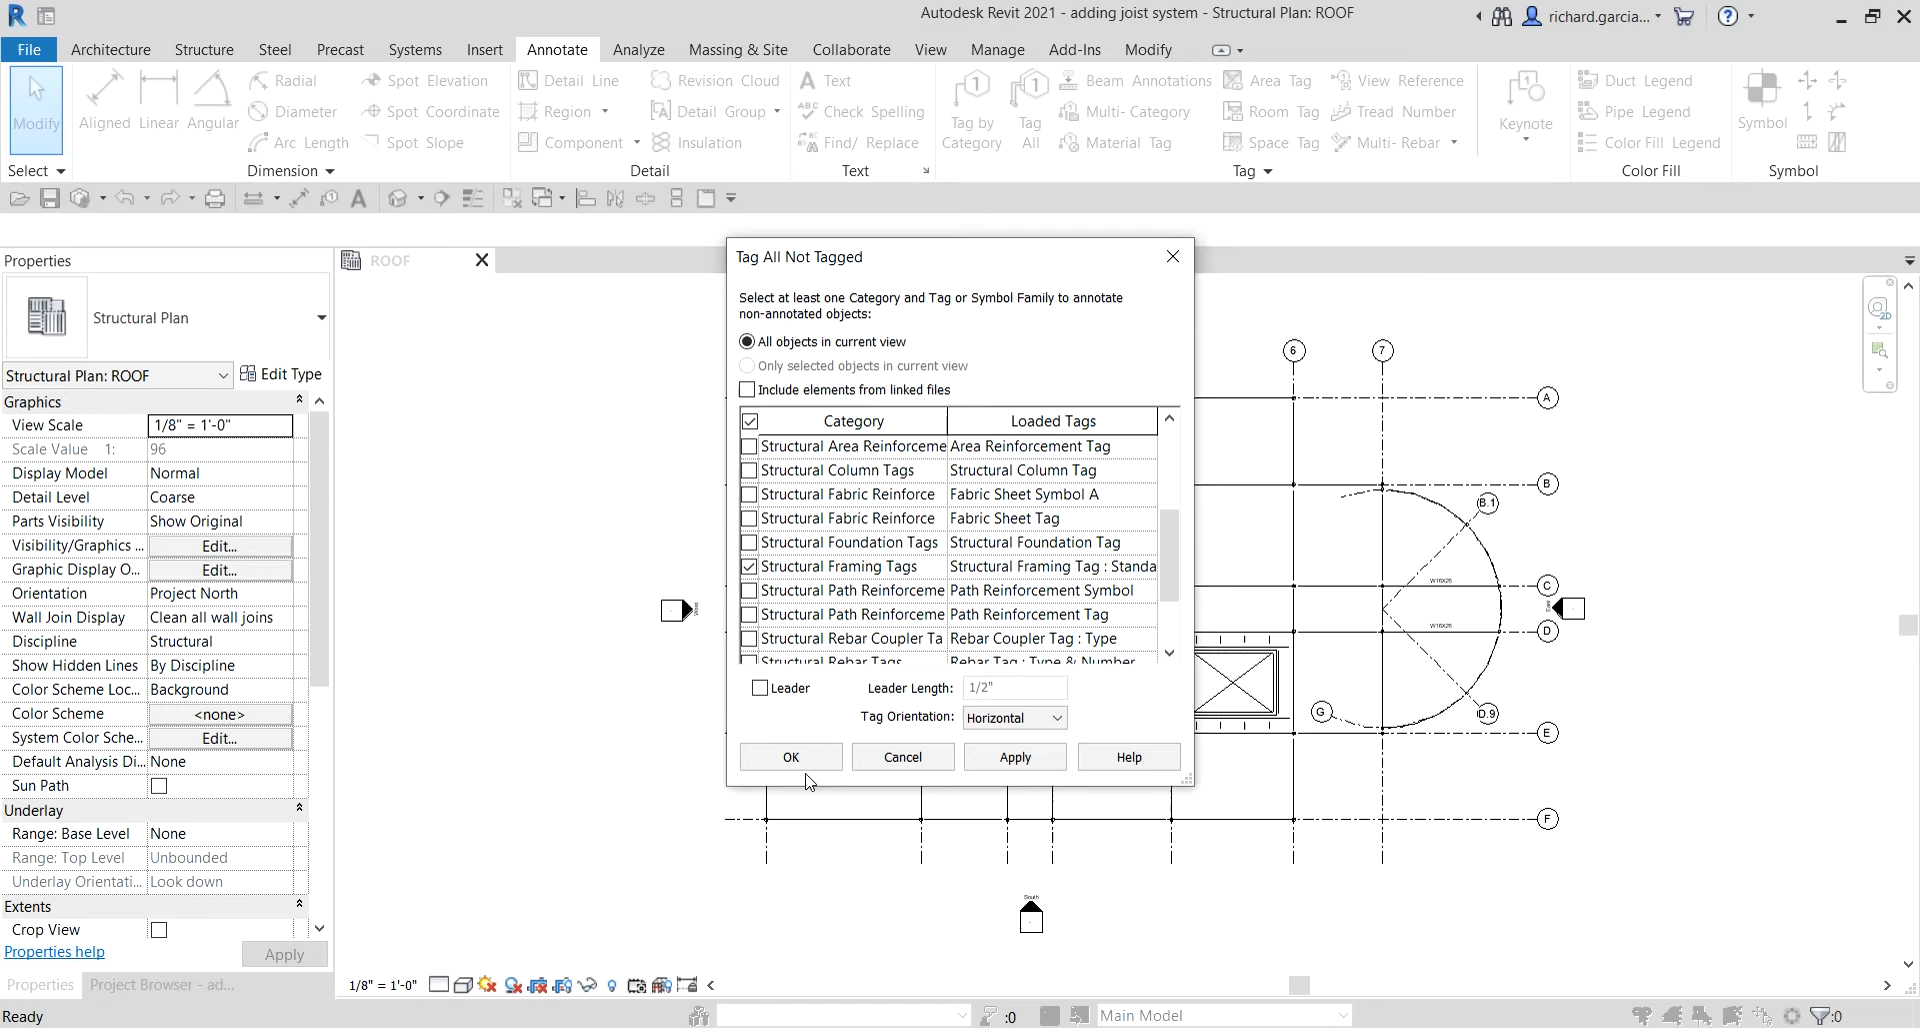 Autodesk Revit 2021 - adding joist system - Structural Plan: ROOF
richard.garcia...
File Architecture Structure Steel Precast Systems Insert Annotate Analyze Massing & Site Collaborate View Manage Add-Ins Modify
Modify
Aligned Linear Angular
Radial
Diameter
Arc Length
Spot Elevation
Spot Coordinate
Spot Slope
Detail Line
Region
Component
Revision Cloud
Detail Group
Insulation
Text
Check Spelling
Find/ Replace
Tag by Category
Tag All
Beam Annotations
Multi- Category
Material Tag
Area Tag
Room Tag
Space Tag
View Reference
Tread Number
Multi- Rebar
Keynote
Duct Legend
Pipe Legend
Color Fill Legend
Symbol
Select Dimension Detail Text Tag Color Fill Symbol
Properties
ROOF
Structural Plan
Structural Plan: ROOF Edit Type
Graphics
View Scale 1/8" = 1'-0"
Scale Value 1: 96
Display Model Normal
Detail Level Coarse
Parts Visibility Show Original
Visibility/Graphics ... Edit...
Graphic Display O... Edit...
Orientation Project North
Wall Join Display Clean all wall joins
Discipline Structural
Show Hidden Lines By Discipline
Color Scheme Loc... Background
Color Scheme <none>
System Color Sche... Edit...
Default Analysis Di... None
Sun Path
Underlay
Range: Base Level None
Range: Top Level Unbounded
Underlay Orientati... Look down
Extents
Crop View
Properties help Apply
Properties Project Browser - ad...
Tag All Not Tagged
Select at least one Category and Tag or Symbol Family to annotate
non-annotated objects:
All objects in current view
Only selected objects in current view
Include elements from linked files
Category Loaded Tags
Structural Area Reinforceme Area Reinforcement Tag
Structural Column Tags Structural Column Tag
Structural Fabric Reinforce Fabric Sheet Symbol A
Structural Fabric Reinforce Fabric Sheet Tag
Structural Foundation Tags Structural Foundation Tag
Structural Framing Tags Structural Framing Tag : Standa
Structural Path Reinforceme Path Reinforcement Symbol
Structural Path Reinforceme Path Reinforcement Tag
Structural Rebar Coupler Ta Rebar Coupler Tag : Type
Structural Rebar Tags Rebar Tag : Type & Number
Leader Leader Length: 1/2"
Tag Orientation: Horizontal
OK Cancel Apply Help
6 7
A
B
B.1
W16X26
C
W16X26
D
G
D.9
E
F
South
2D
1/8" = 1'-0"
Ready
:0
Main Model
:0